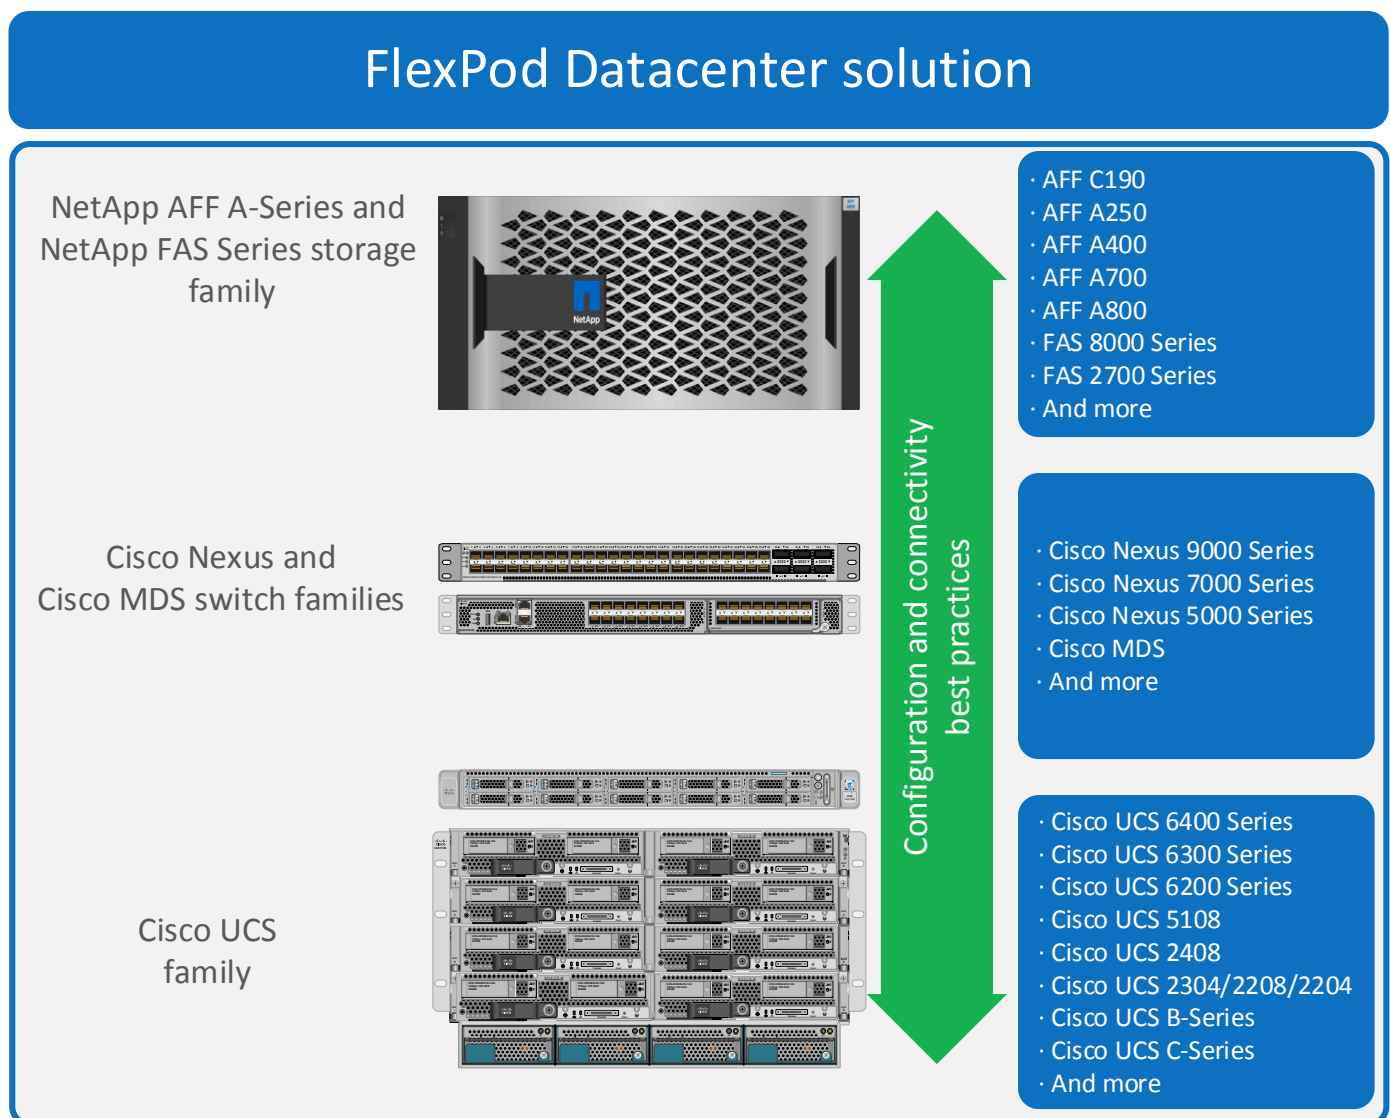 FlexPod Datacenter solution
NetApp AFF A-Series and
NetApp FAS Series storage
family
NetApp
· AFF C190
· AFF A250
· AFF A400
· AFF A700
· AFF A800
· FAS 8000 Series
· FAS 2700 Series
· And more
Configuration and connectivity
best practices
Cisco Nexus and
Cisco MDS switch families
· Cisco Nexus 9000 Series
· Cisco Nexus 7000 Series
· Cisco Nexus 5000 Series
· Cisco MDS
· And more
Cisco UCS
family
· Cisco UCS 6400 Series
· Cisco UCS 6300 Series
· Cisco UCS 6200 Series
· Cisco UCS 5108
· Cisco UCS 2408
· Cisco UCS 2304/2208/2204
· Cisco UCS B-Series
· Cisco UCS C-Series
· And more